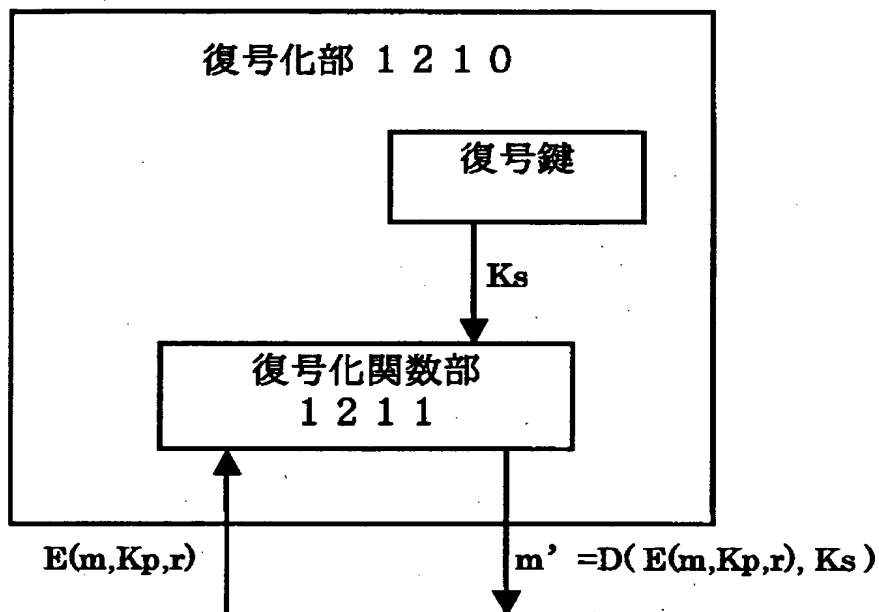 復号化部 １２１０
復号鍵
Ks
復号化関数部
１２１１
E(m,Kp,r)
m’ =D( E(m,Kp,r), Ks )